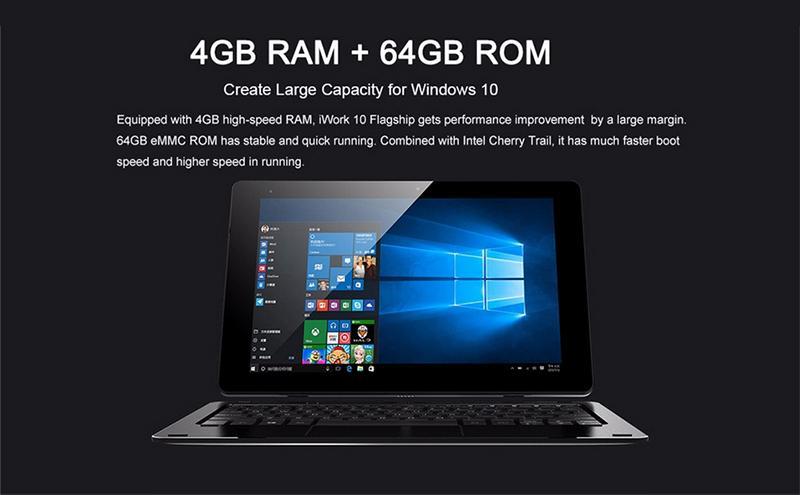 4GB RAM + 64GB ROM
Create Large Capacity for Windows 10
Equipped with 4GB high-speed RAM, iWork 10 Flagship gets performance improvement by a large margin.
64GB eMMC ROM has stable and quick running. Combined with Intel Cherry Trail, it has much faster boot
speed and higher speed in running.